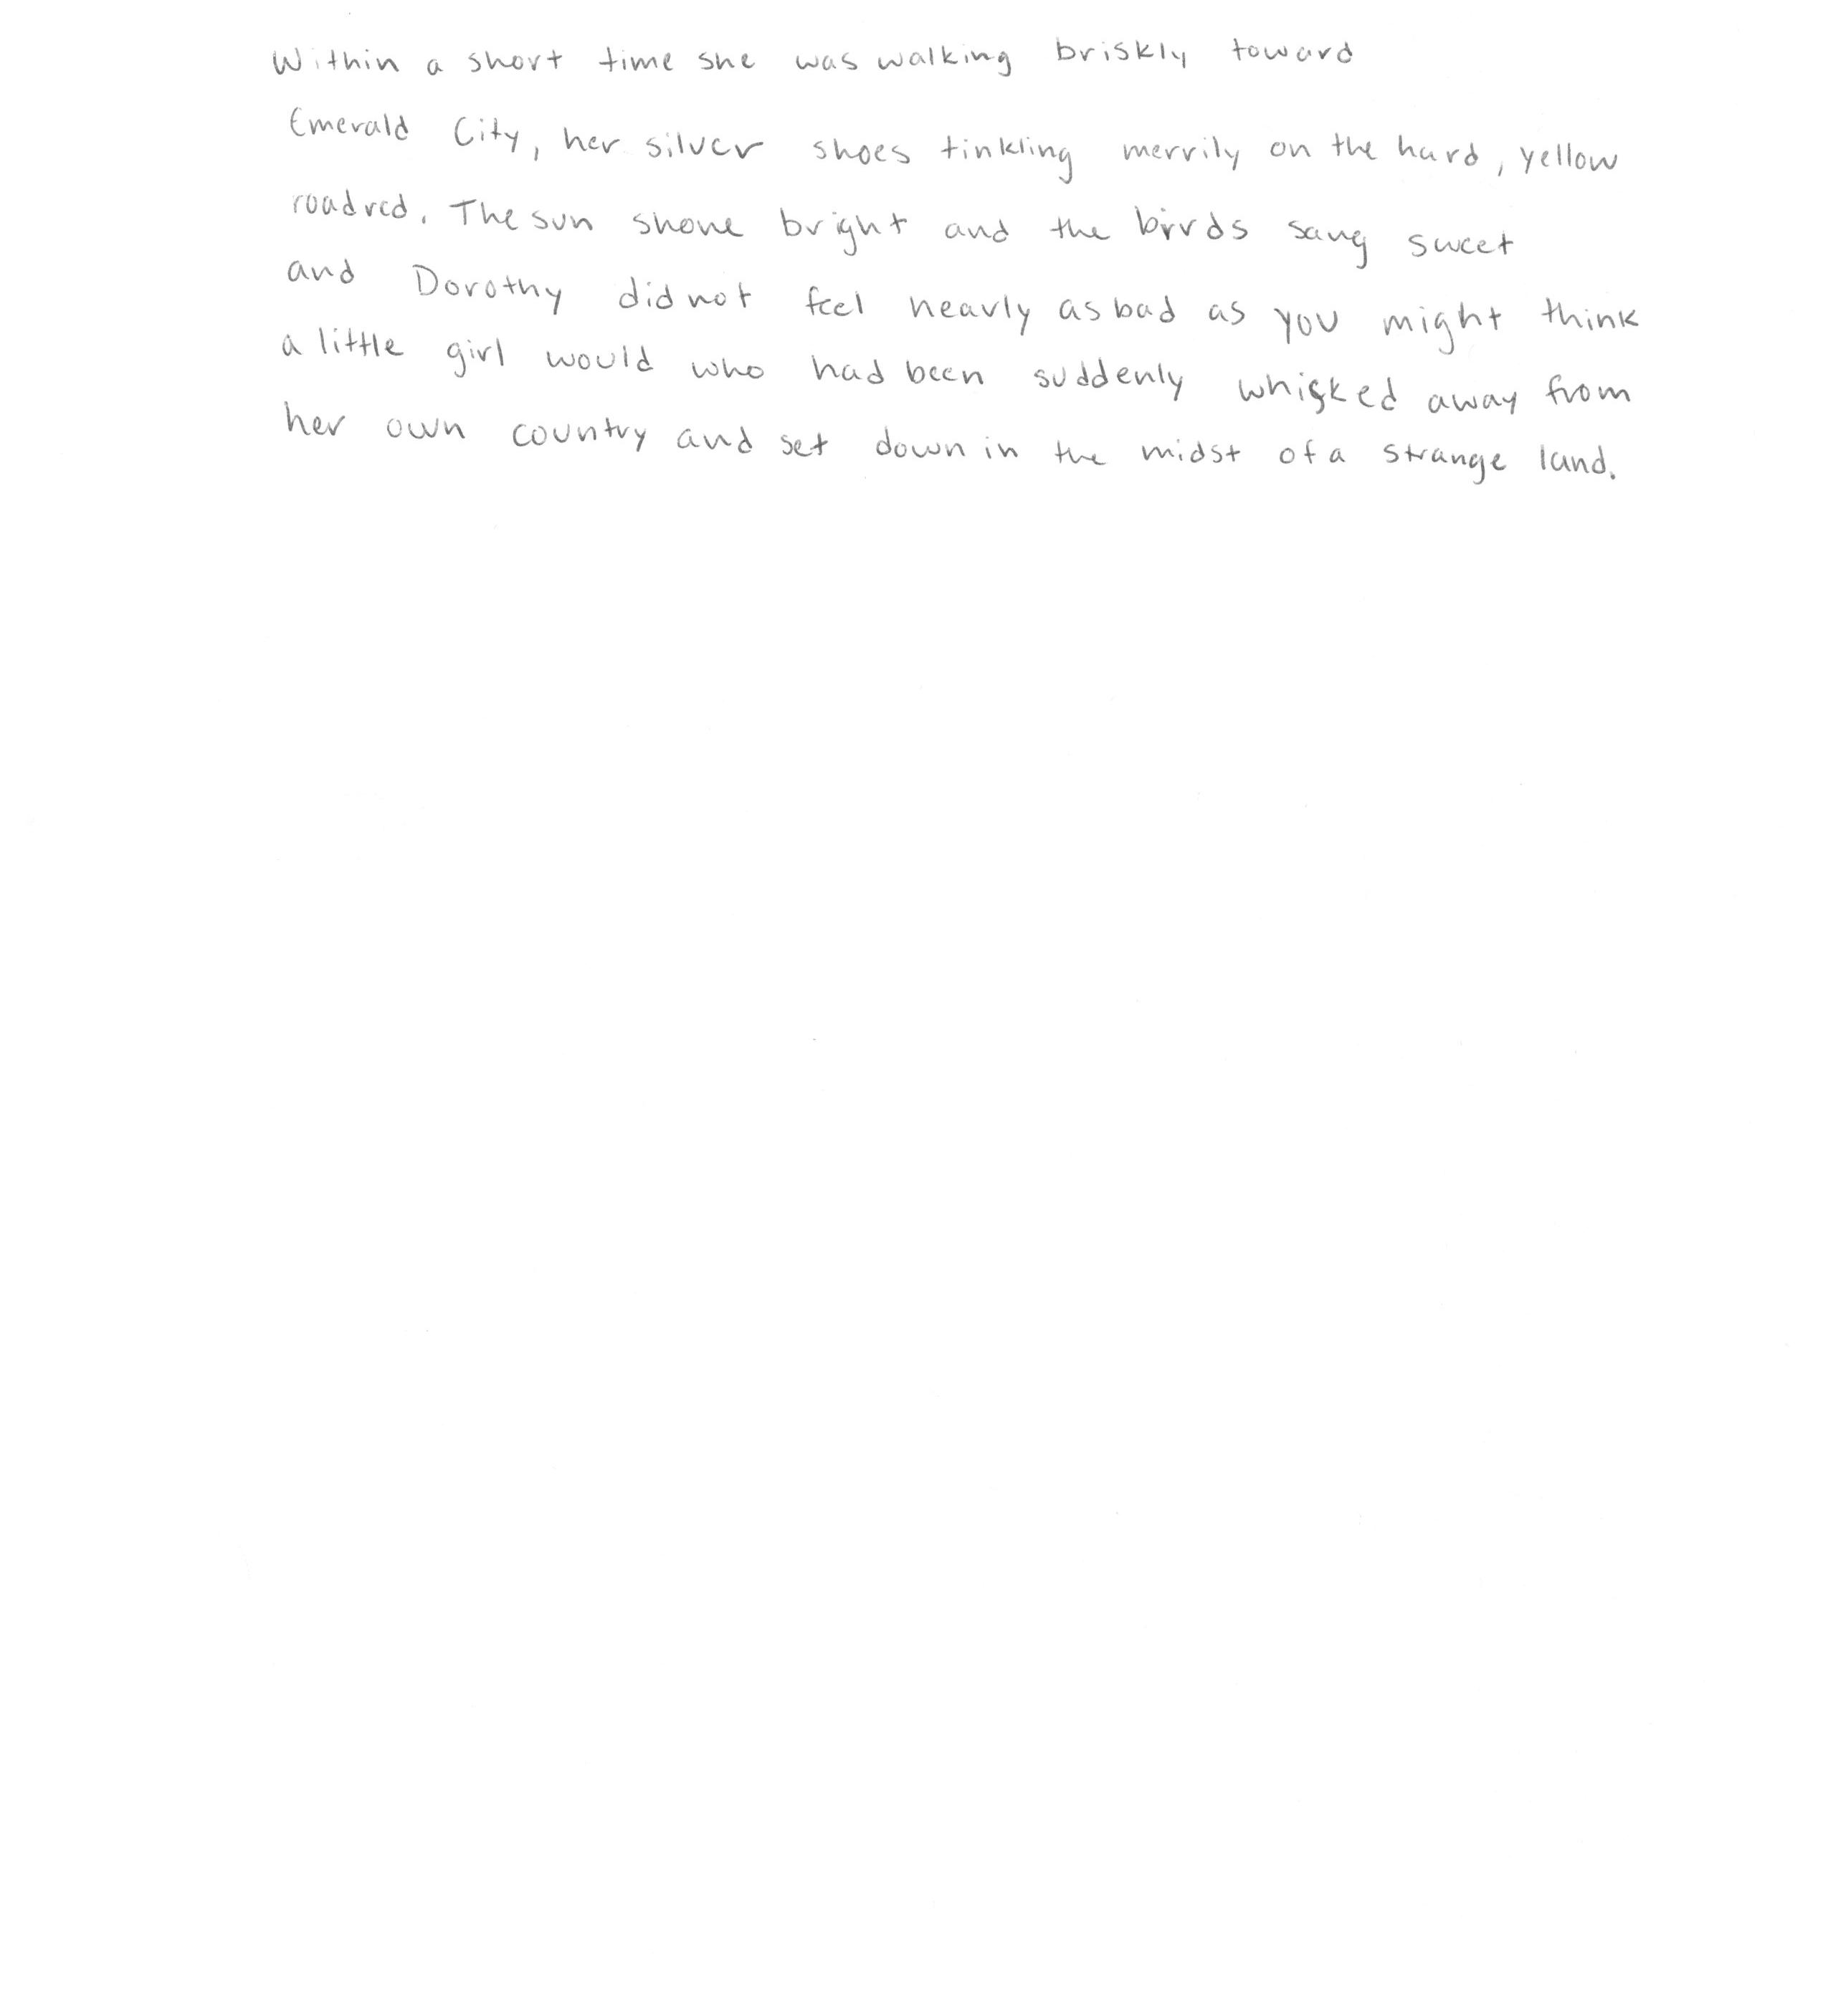 Within a short time she was walking briskly toward
Emerald City, her silver shoes tinkling merrily on the hard, yellow
roadred. The sun shone bright and the birds sang sweet
and Dorothy did not feel nearly as bad as you might think
a little girl would who had been suddenly whisked away from
her own country and set down in the midst of a strange land.